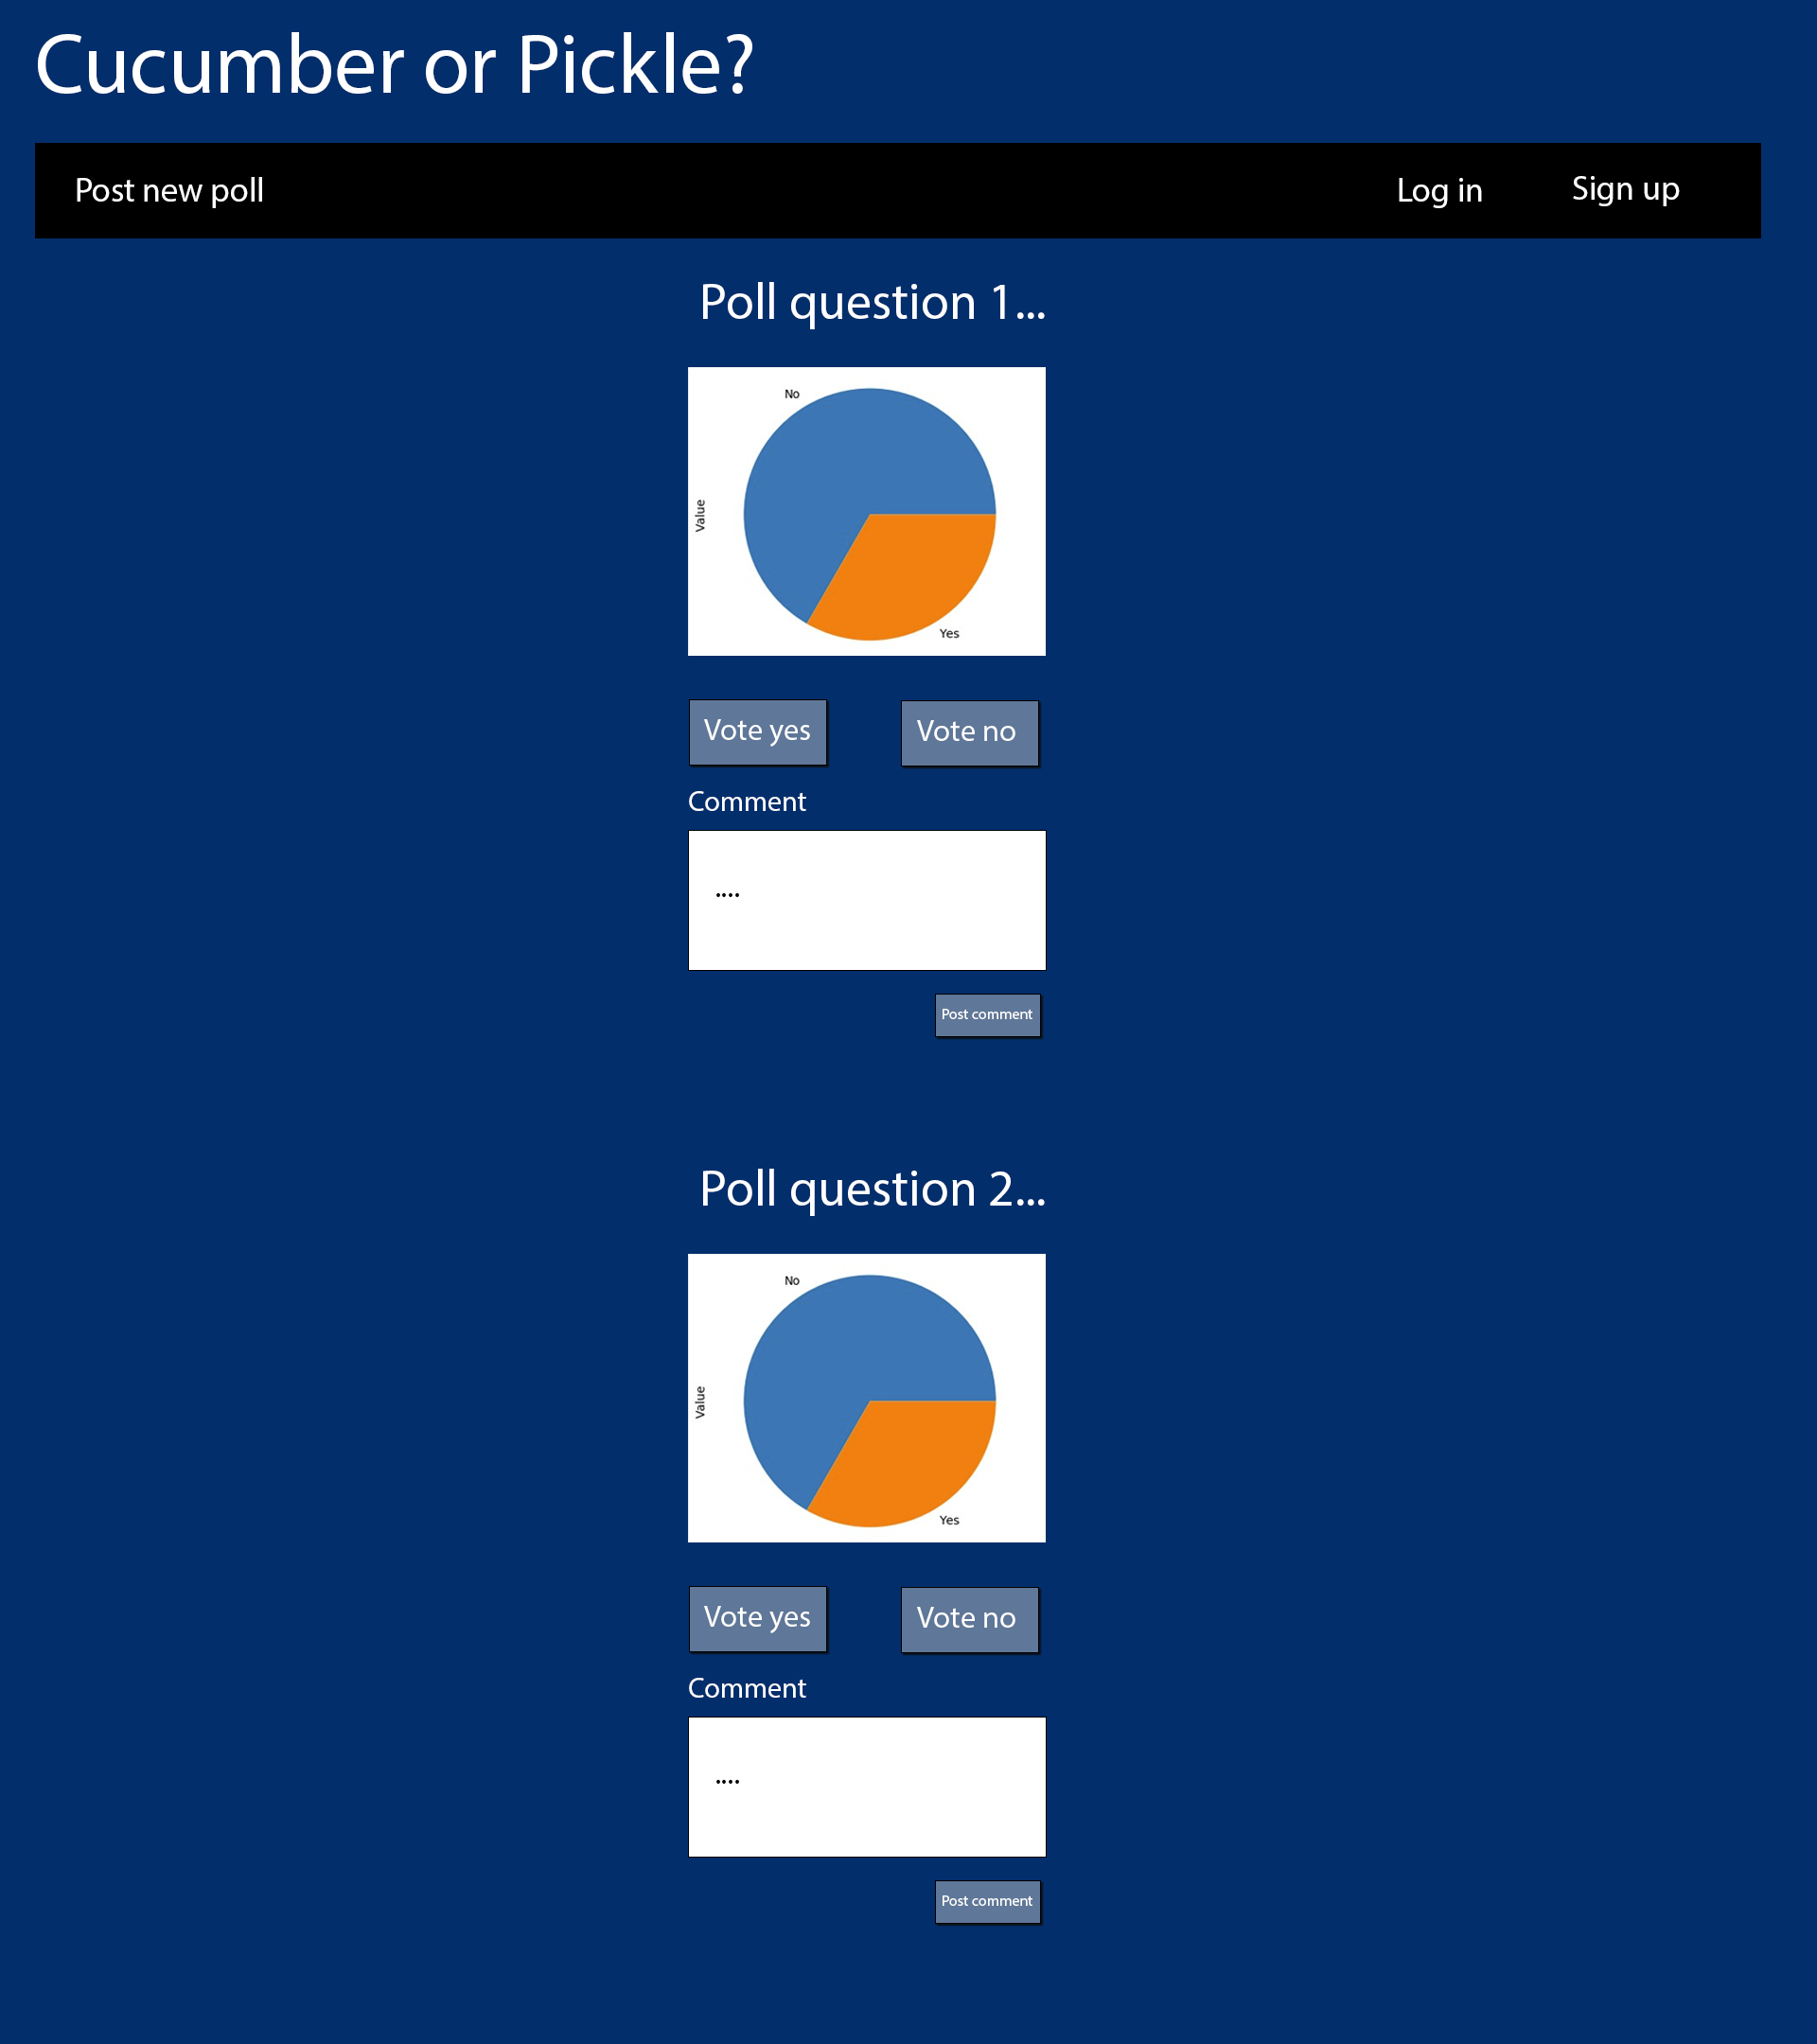 Cucumber or Pickle?
Post new poll Log in Sign up
Poll question 1...
No
Value
Yes
Vote yes Vote no
Comment
....
Post comment
Poll question 2...
No
Value
Yes
Vote yes Vote no
Comment
....
Post comment